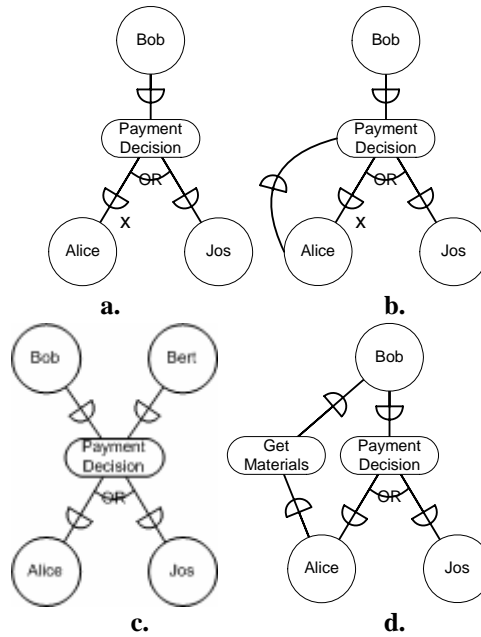 Bob
Payment
Decision
OR
X
Alice
Jos
a.
Bob
Payment
Decision
OR
X
Alice
Jos
b.
Bob
Bert
Payment
Decision
OR
Alice
Jos
c.
Bob
Get
Materials
Payment
Decision
OR
Alice
Jos
d.